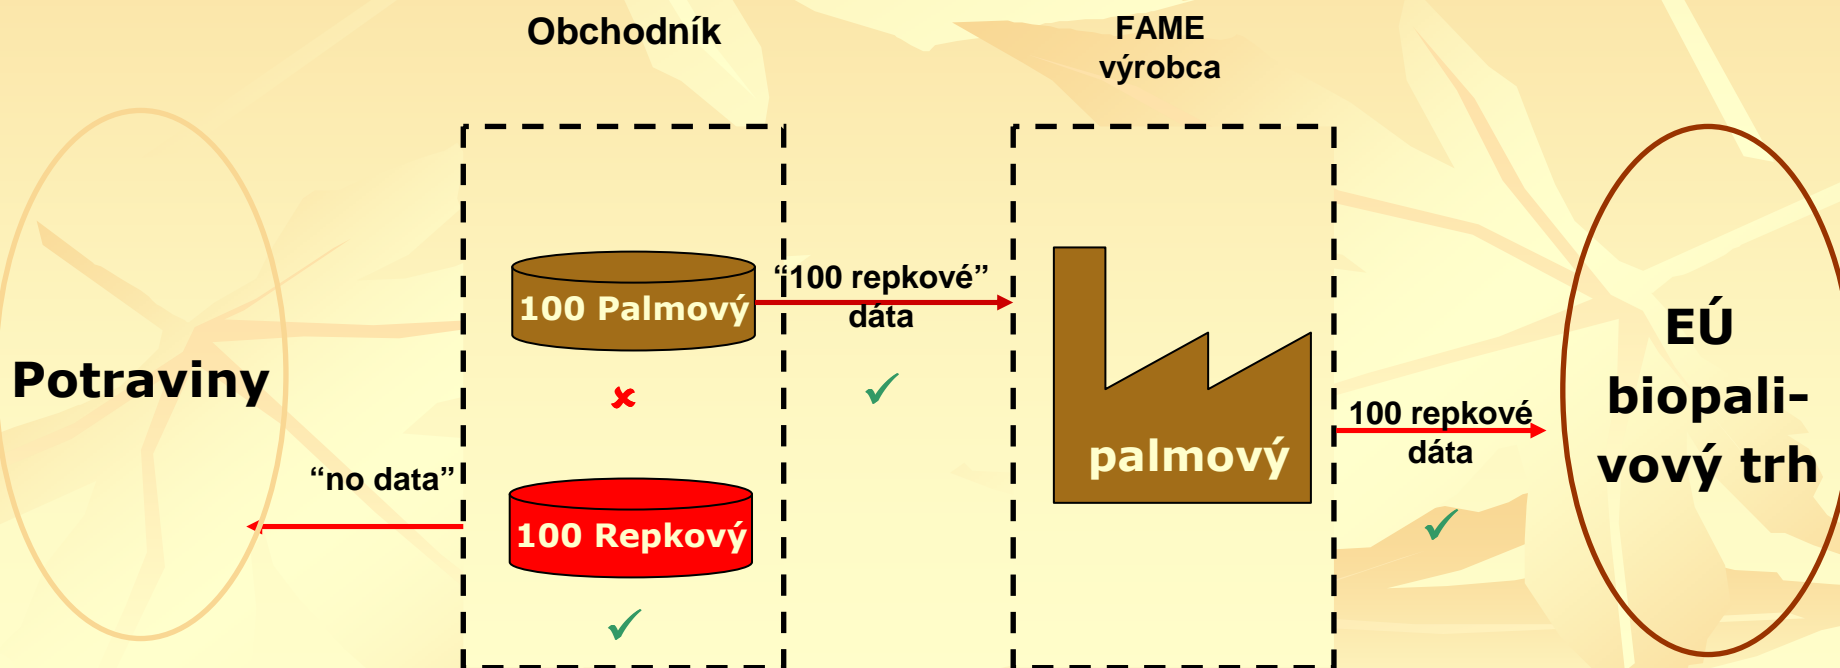 Obchodník
FAME
výrobca
Potraviny
“no data”
100 Palmový
✘
100 Repkový
✓
“100 repkové”
dáta
✓
palmový
100 repkové
dáta
✓
EÚ
biopali-
vový trh